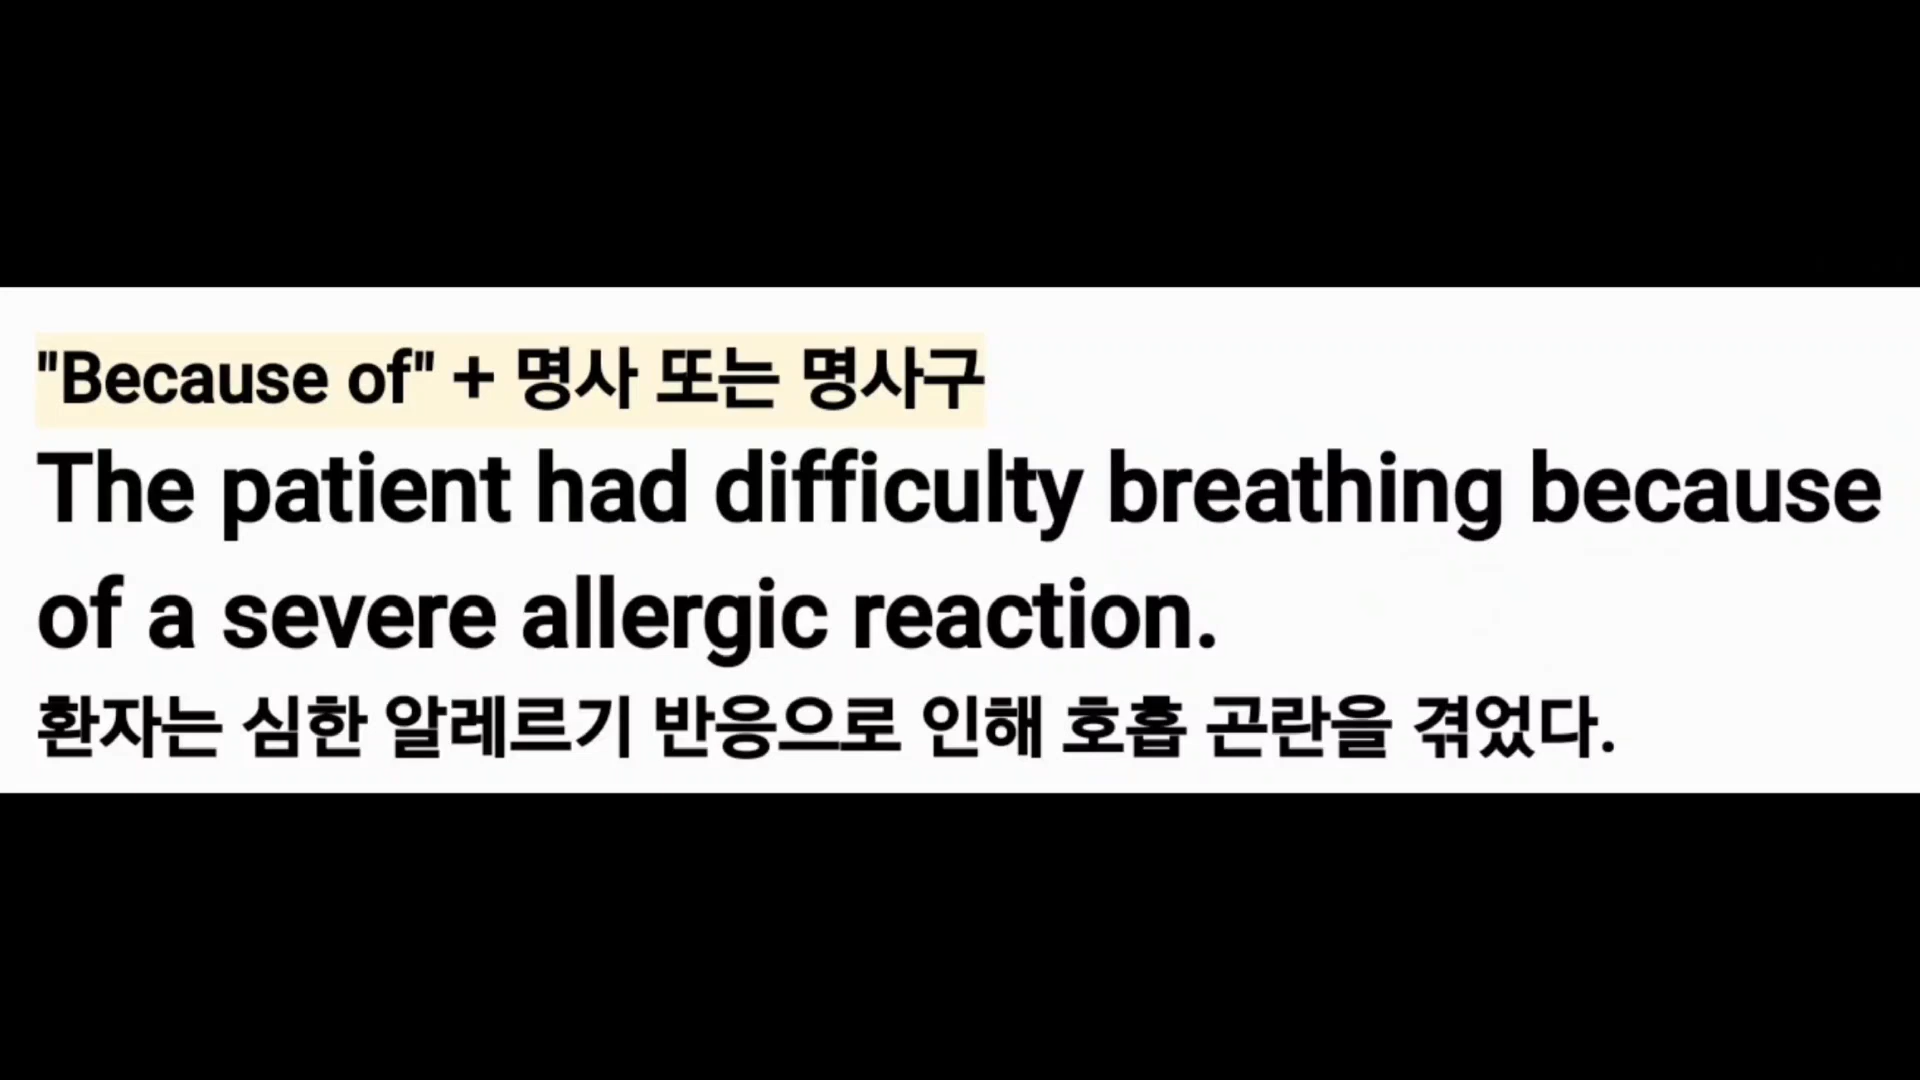 "Because of" + 명사 또는 명사구
The patient had difficulty breathing because
of a severe allergic reaction.
환자는 심한 알레르기 반응으로 인해 호흡 곤란을 겪었다.